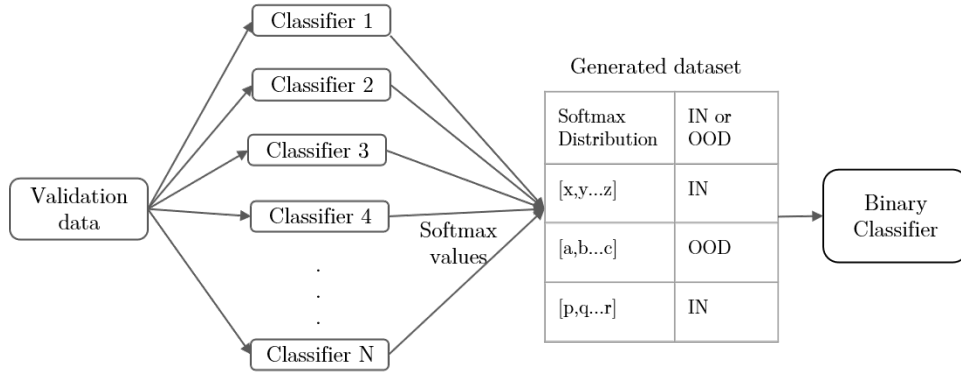 Validation
data
Classifier 1
Classifier 2
Classifier 3
Classifier 4
.
.
.
Classifier N
Softmax
values
Generated dataset
Softmax
Distribution
IN or
OOD
[x,y...z]
IN
[a,b...c]
OOD
[p,q...r]
IN
Binary
Classifier